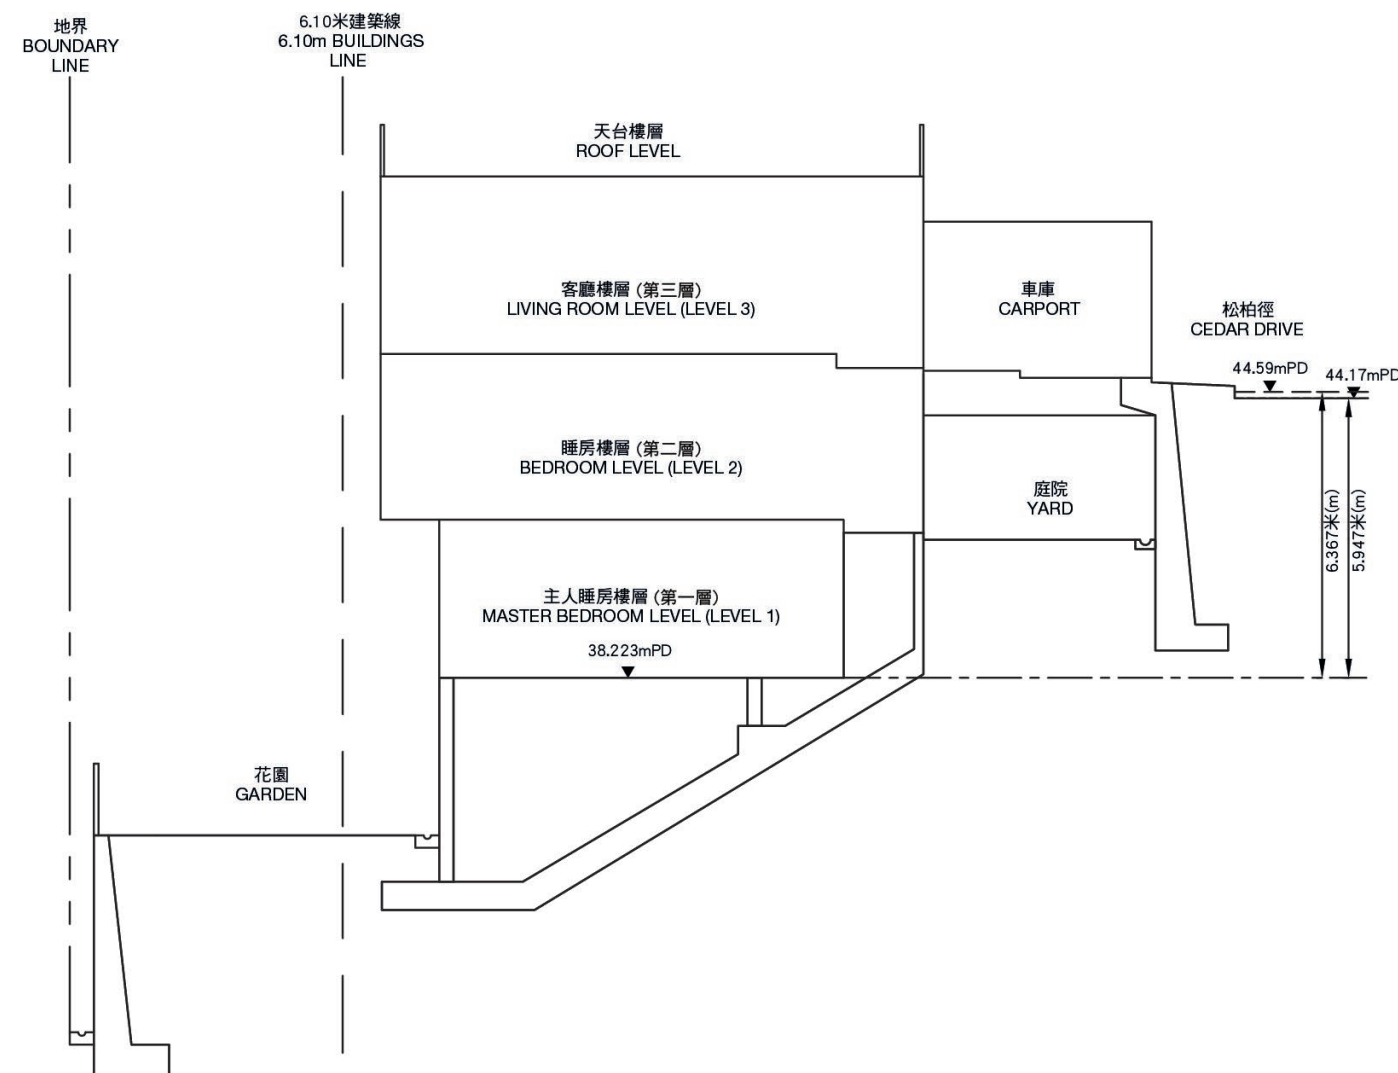 地界
BOUNDARY
LINE
6.10米建築線
6.10m BUILDINGS
LINE
天台樓層
ROOF LEVEL
客廳樓層 (第三層)
LIVING ROOM LEVEL (LEVEL 3)
車庫
CARPORT
松柏徑
CEDAR DRIVE
44.59mPD
44.17mPD
睡房樓層 (第二層)
BEDROOM LEVEL (LEVEL 2)
庭院
YARD
6.367米(m)
5.947米(m)
主人睡房樓層 (第一層)
MASTER BEDROOM LEVEL (LEVEL 1)
38.223mPD
花園
GARDEN